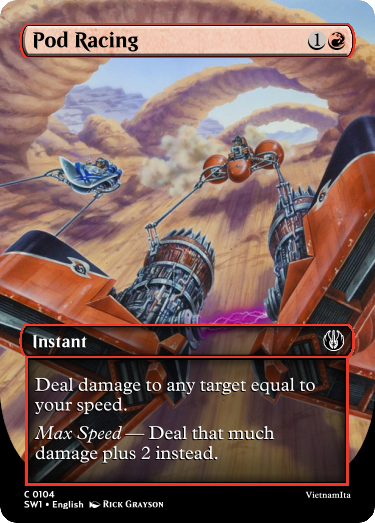 Pod Racing 1
Instant
Deal damage to any target equal to
your speed.
Max Speed — Deal that much
damage plus 2 instead.
C 0104
SW1 • English Rick Grayson
VietnamIta